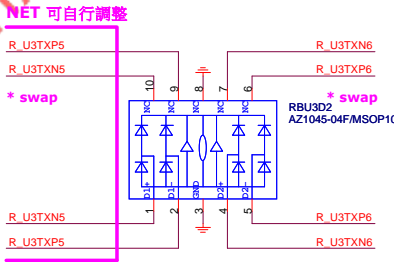 NET 可自行調整
R_U3TXP5
R_U3TXN6
R_U3TXN5
R_U3TXP6
* swap
* swap
10 9 8 7 6
NC NC NC NC
RBU3D2
AZ1045-04F/MSOP10
D1+ D1- GND D2+ D2-
1 2 3 4 5
R_U3TXN5
R_U3TXP6
R_U3TXP5
R_U3TXN6